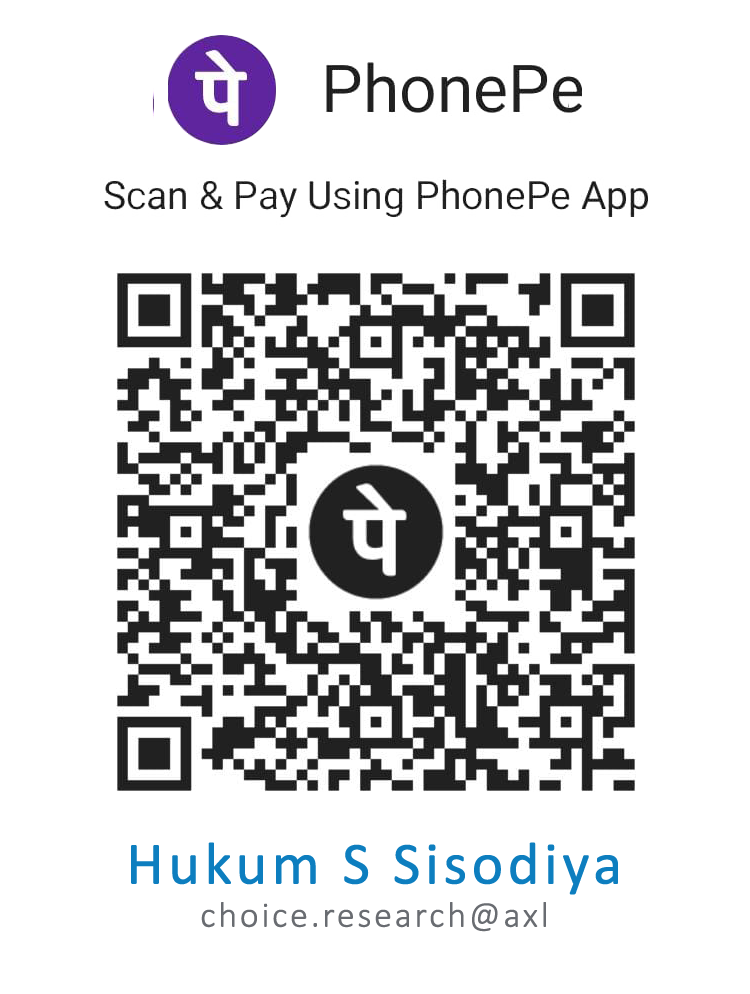 पे PhonePe
Scan & Pay Using PhonePe App
पे
Hukum S Sisodiya
choice.research@axl